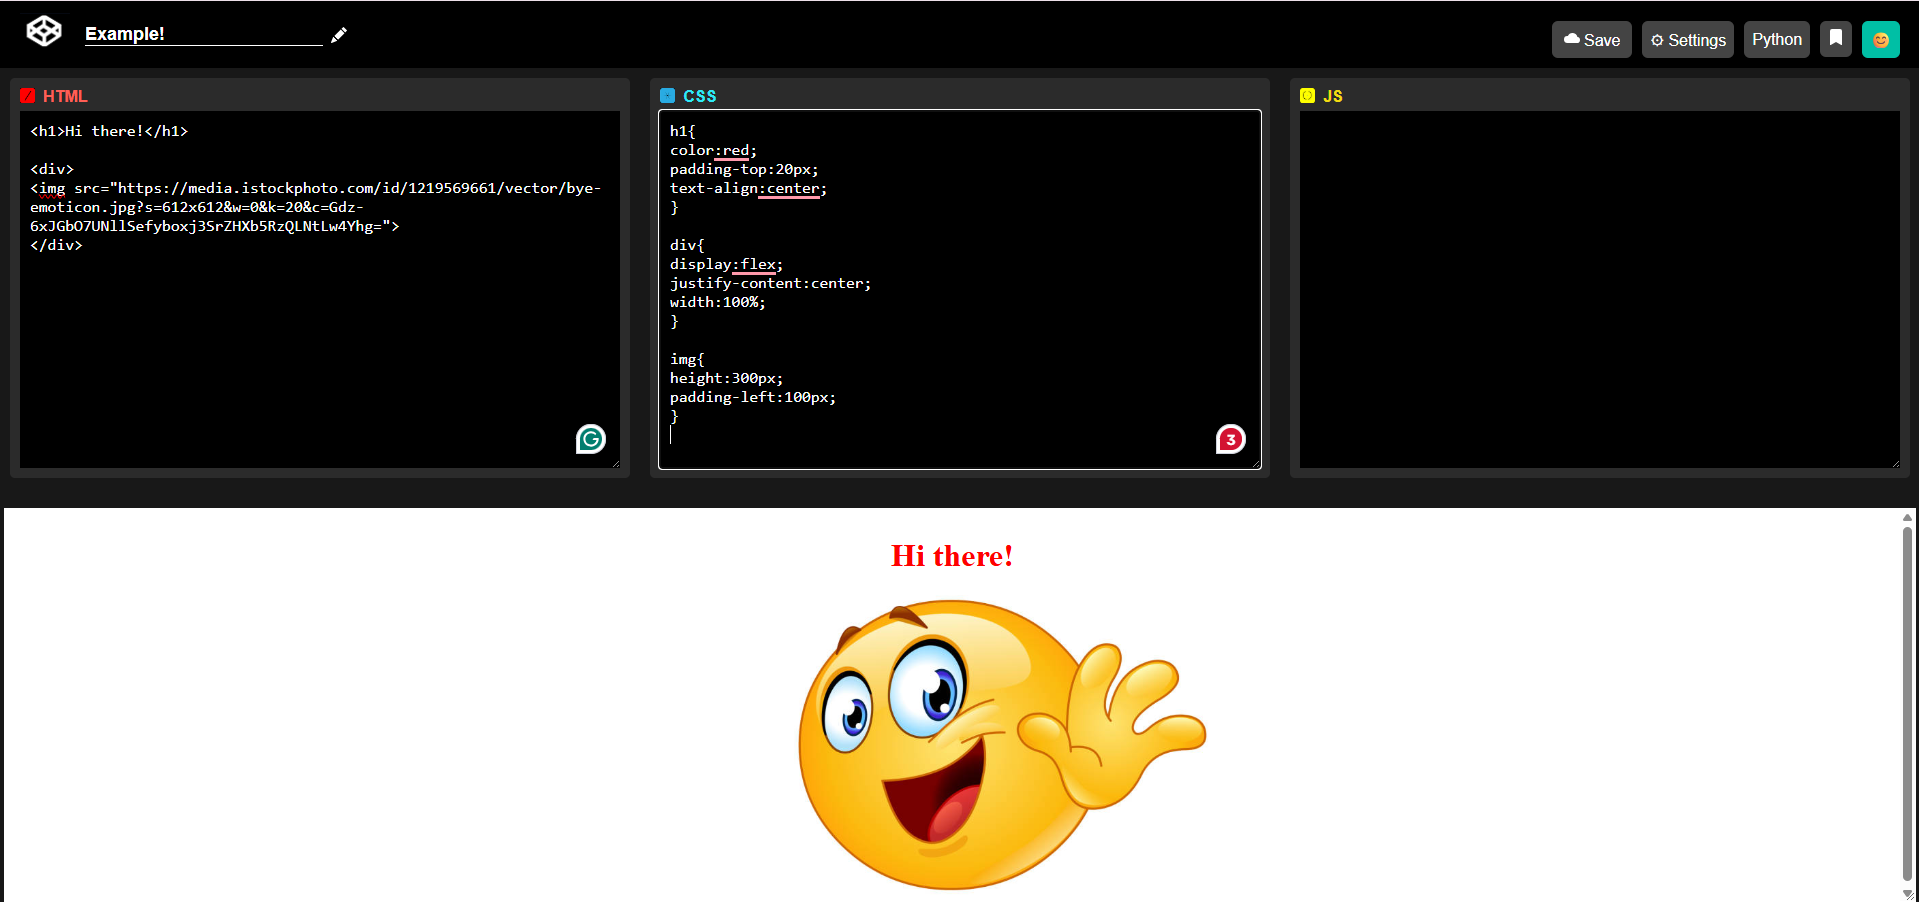 Example!
Save
Settings
Python
HTML
<h1>Hi there!</h1>
<div>
<img src="https://media.istockphoto.com/id/1219569661/vector/bye-
emoticon.jpg?s=612x612&w=0&k=20&c=Gdz-
6xJGbO7UNllSefyboxj3SrZHXb5RzQLNtLw4Yhg=">
</div>
CSS
h1{
color:red;
padding-top:20px;
text-align:center;
}
div{
display:flex;
justify-content:center;
width:100%;
}
img{
height:300px;
padding-left:100px;
}
3
JS
Hi there!